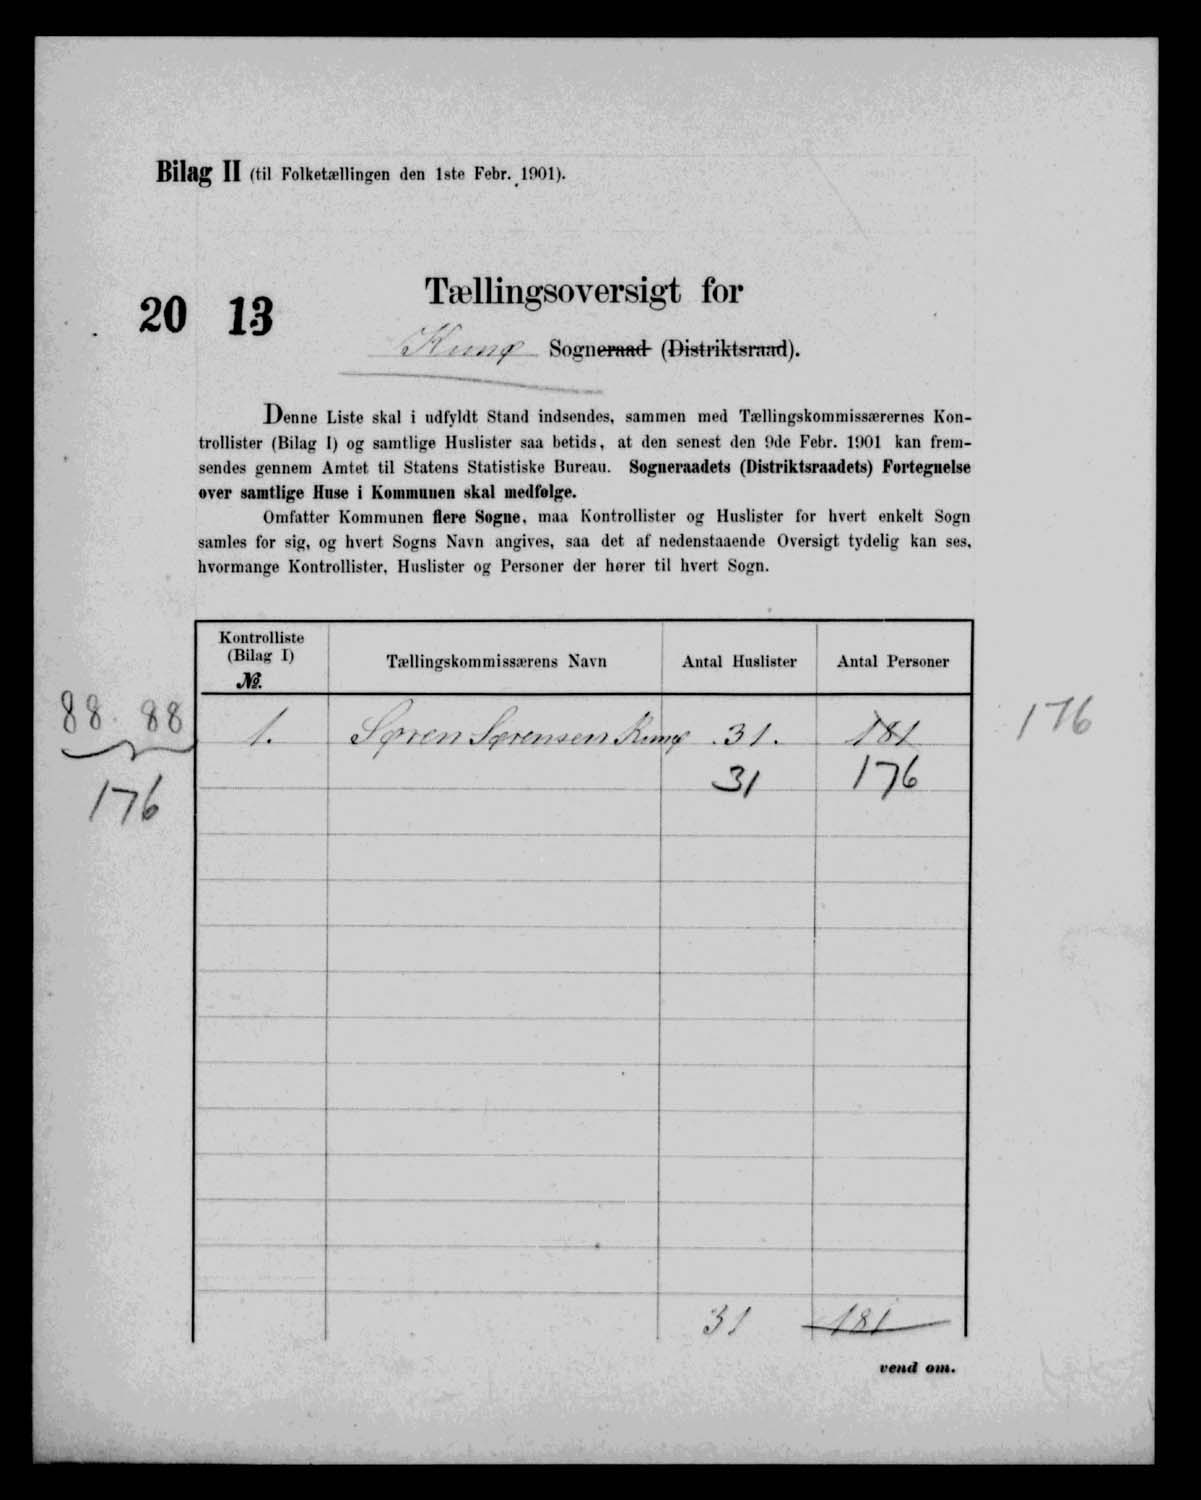 Bilag II (til Folketællingen den 1ste Febr. 1901).
20 13
Tællingsoversigt for
Sogneraad (Distriktsraad).
Denne Liste skal i udfyldt Stand indsendes, sammen med Tællingskommissærernes Kon-
trollister (Bilag I) og samtlige Huslister saa betids, at den senest den 9de Febr. 1901 kan frem-
sendes gennem Amtet til Statens Statistiske Bureau. Sogneraadets (Distriktsraadets) Fortegnelse
over samtlige Huse i Kommunen skal medfølge.
Omfatter Kommunen flere Sogne, maa Kontrollister og Huslister for hvert enkelt Sogn
samles for sig, og hvert Sogns Navn angives, saa det af nedenstaaende Oversigt tydelig kan ses,
hvormange Kontrollister, Huslister og Personer der hører til hvert Sogn.
Kontrolliste
(Bilag I)
№.
Tællingskommissærens Navn
Antal Huslister
Antal Personer
88 88
176
1. Søren Sørensen 31. 181
176
31 176
31 181
vend om.